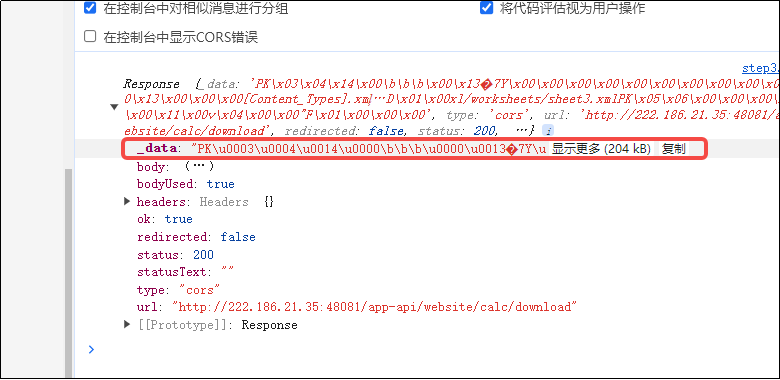 在控制台中对相似消息进行分组
将代码评估视为用户操作
在控制台中显示CORS错误
step3.
Response {_data: 'PK\x03\x04\x14\x00\b\b\b\x00\x13�7Y\x00\x00\x00\x00\x00\x00\x00\x00\x00\x00\x00
\x00\x13\x00\x00\x00[Content_Types].xm…D\x01\x00xl/worksheets/sheet3.xmlPK\x05\x06\x00\x00\x00\x00
\x00\x11\x00v\x04\x00\x00"F\x01\x00\x00\x00', type: 'cors', url: 'http://222.186.21.35:48081/a
ebsite/calc/download', redirected: false, status: 200, …} i
_data: "PK\u0003\u0004\u0014\u0000\b\b\b\u0000\u0013�7Y\u 显示更多 (204 kB) 复制
body: (...)
bodyUsed: true
headers: Headers {}
ok: true
redirected: false
status: 200
statusText: ""
type: "cors"
url: "http://222.186.21.35:48081/app-api/website/calc/download"
[[Prototype]]: Response